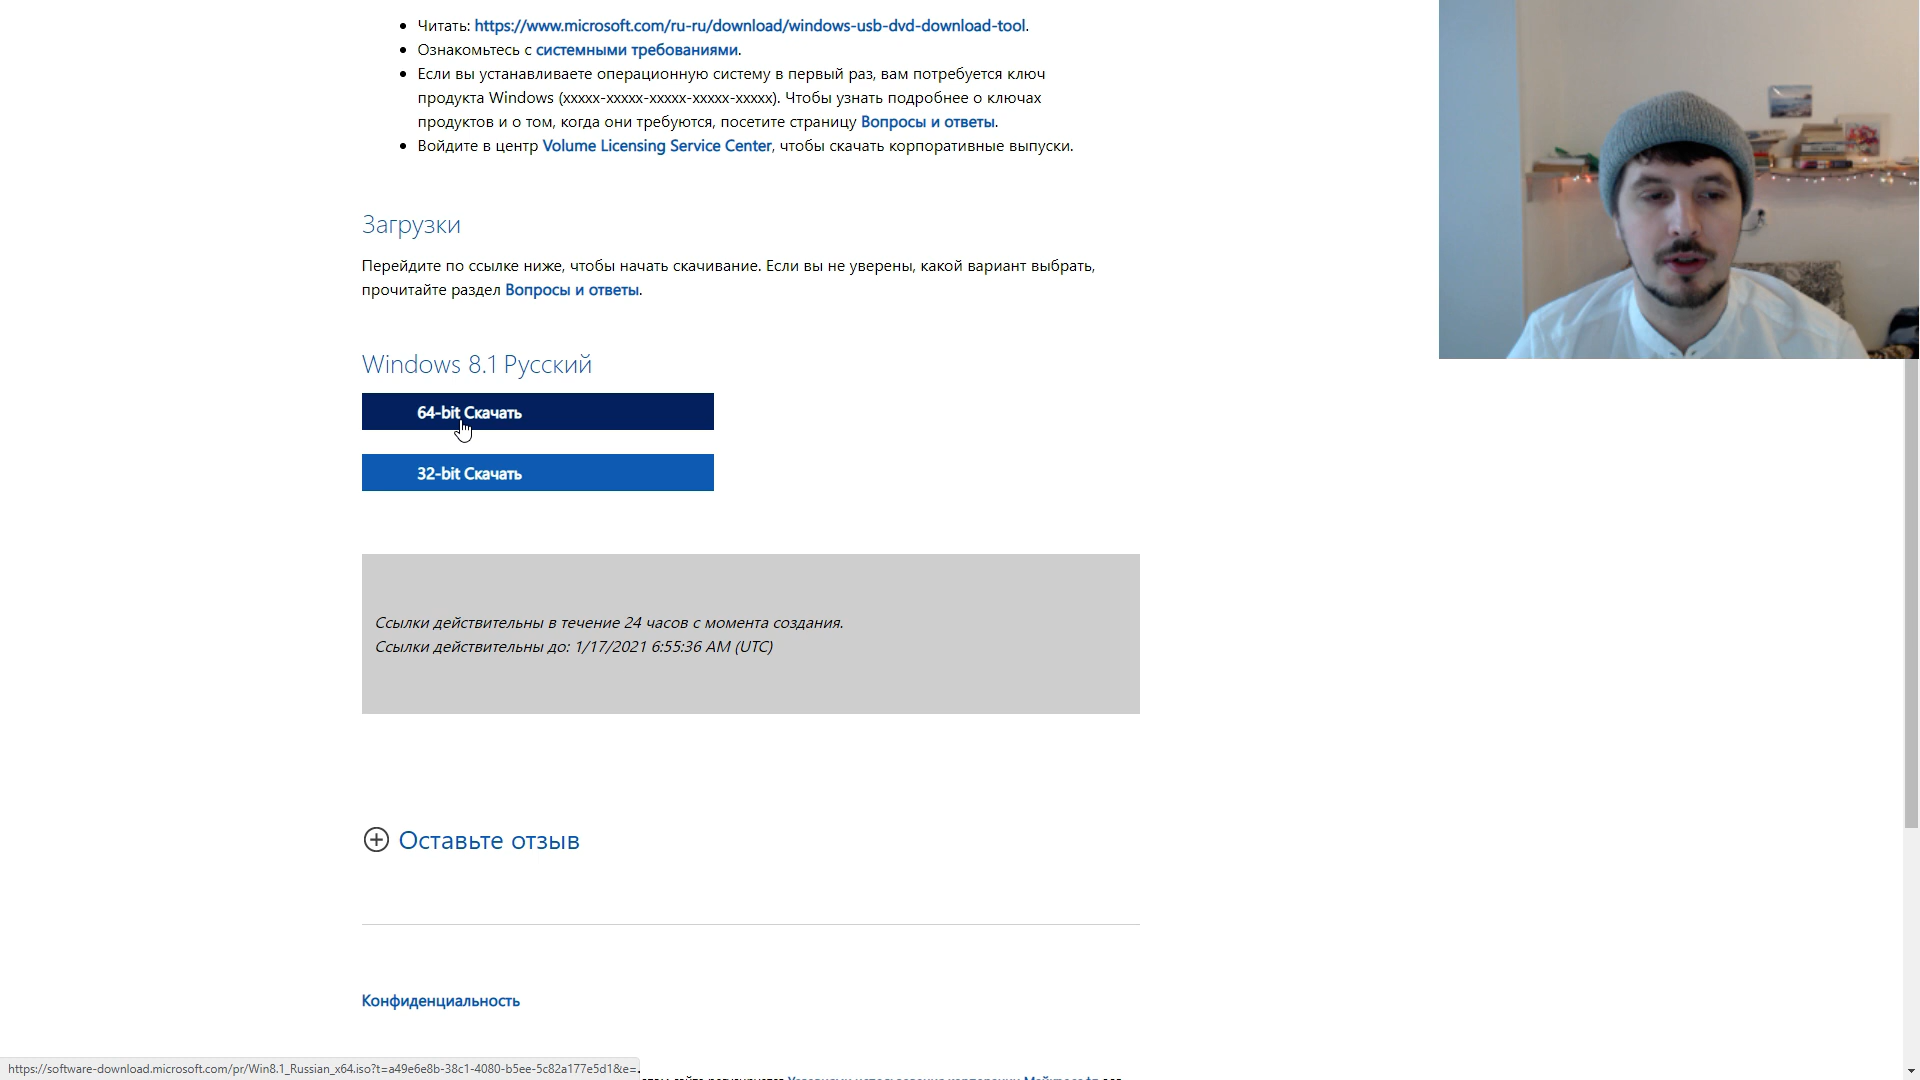 Читать: https://www.microsoft.com/ru-ru/download/windows-usb-dvd-download-tool.
Ознакомьтесь с системными требованиями.
Если вы устанавливаете операционную систему в первый раз, вам потребуется ключ
продукта Windows (xxxxx-xxxxx-xxxxx-xxxxx-xxxxx). Чтобы узнать подробнее о ключах
продуктов и о том, когда они требуются, посетите страницу Вопросы и ответы.
Войдите в центр Volume Licensing Service Center, чтобы скачать корпоративные выпуски.
Загрузки
Перейдите по ссылке ниже, чтобы начать скачивание. Если вы не уверены, какой вариант выбрать,
прочитайте раздел Вопросы и ответы.
Windows 8.1 Русский
64-bit Скачать
32-bit Скачать
Ссылки действительны в течение 24 часов с момента создания.
Ссылки действительны до: 1/17/2021 6:55:36 AM (UTC)
Оставьте отзыв
Конфиденциальность
https://software-download.microsoft.com/pr/Win8.1_Russian_x64.iso?t=a49e6e8b-38c1-4080-b5ee-5c82a177e5d1&e=